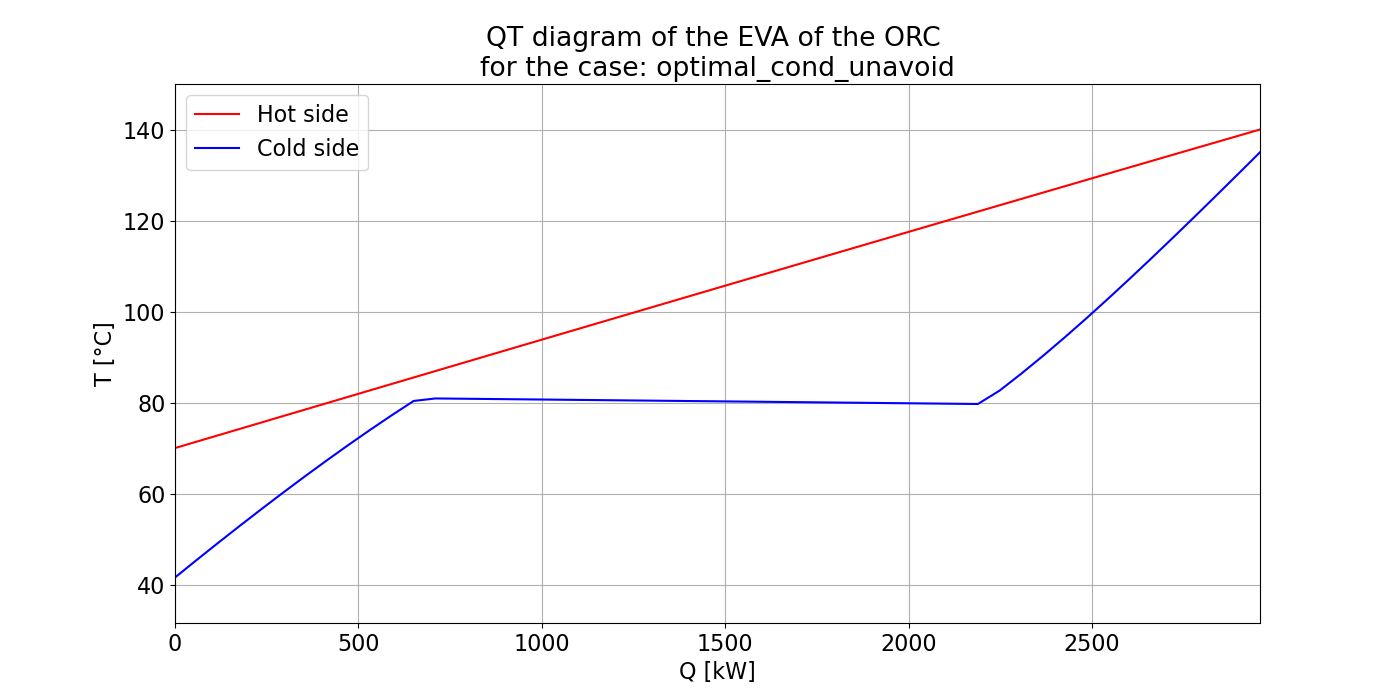 QT diagram of the EVA of the ORC
for the case: optimal_cond_unavoid
Hot side
Cold side
T [°C]
140
120
100
80
60
40
0
500
1000
1500
2000
2500
Q [kW]